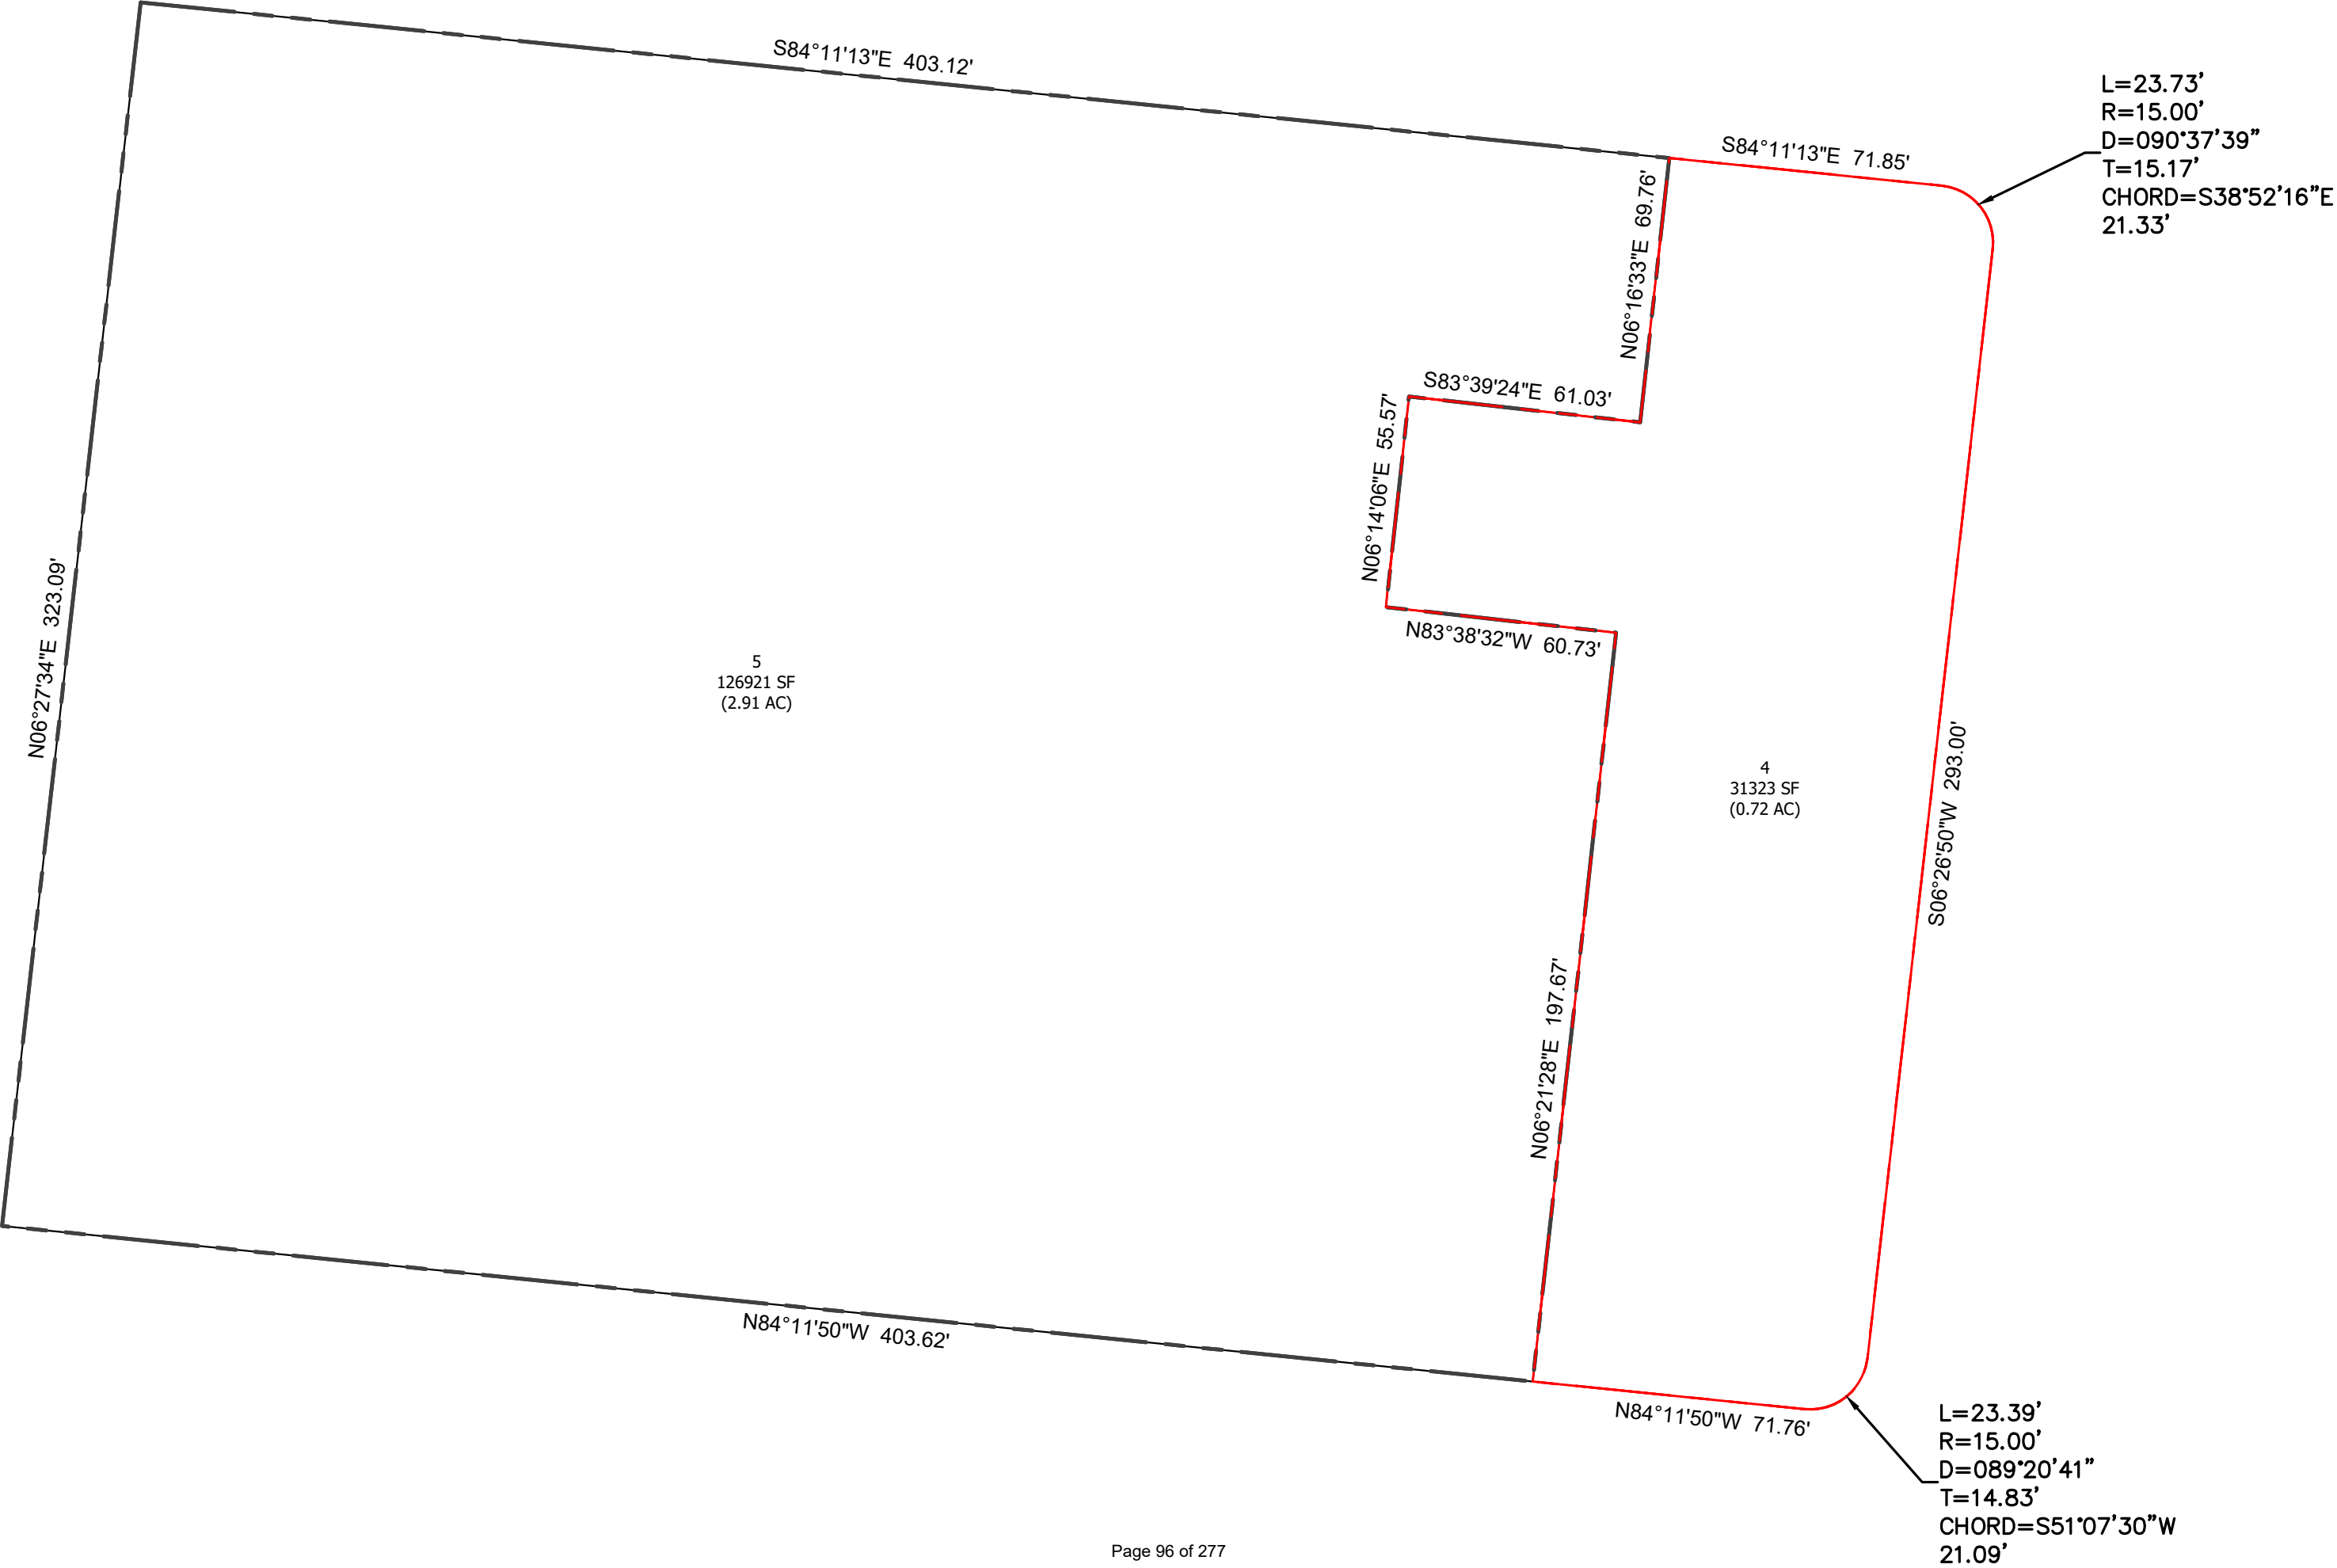 S84°11'13"E 403.12'
L=23.73'
R=15.00'
D=090°37'39"
T=15.17'
CHORD=S38°52'16"E
21.33'
S84°11'13"E 71.85'
N06°16'33"E 69.76'
S83°39'24"E 61.03'
N06°14'06"E 55.57'
N83°38'32"W 60.73'
N06°27'34"E 323.09'
5
126921 SF
(2.91 AC)
4
31323 SF
(0.72 AC)
S06°26'50"W 293.00'
N06°21'28"E 197.67'
N84°11'50"W 403.62'
N84°11'50"W 71.76'
L=23.39'
R=15.00'
D=089°20'41"
T=14.83'
CHORD=S51°07'30"W
21.09'
Page 96 of 277